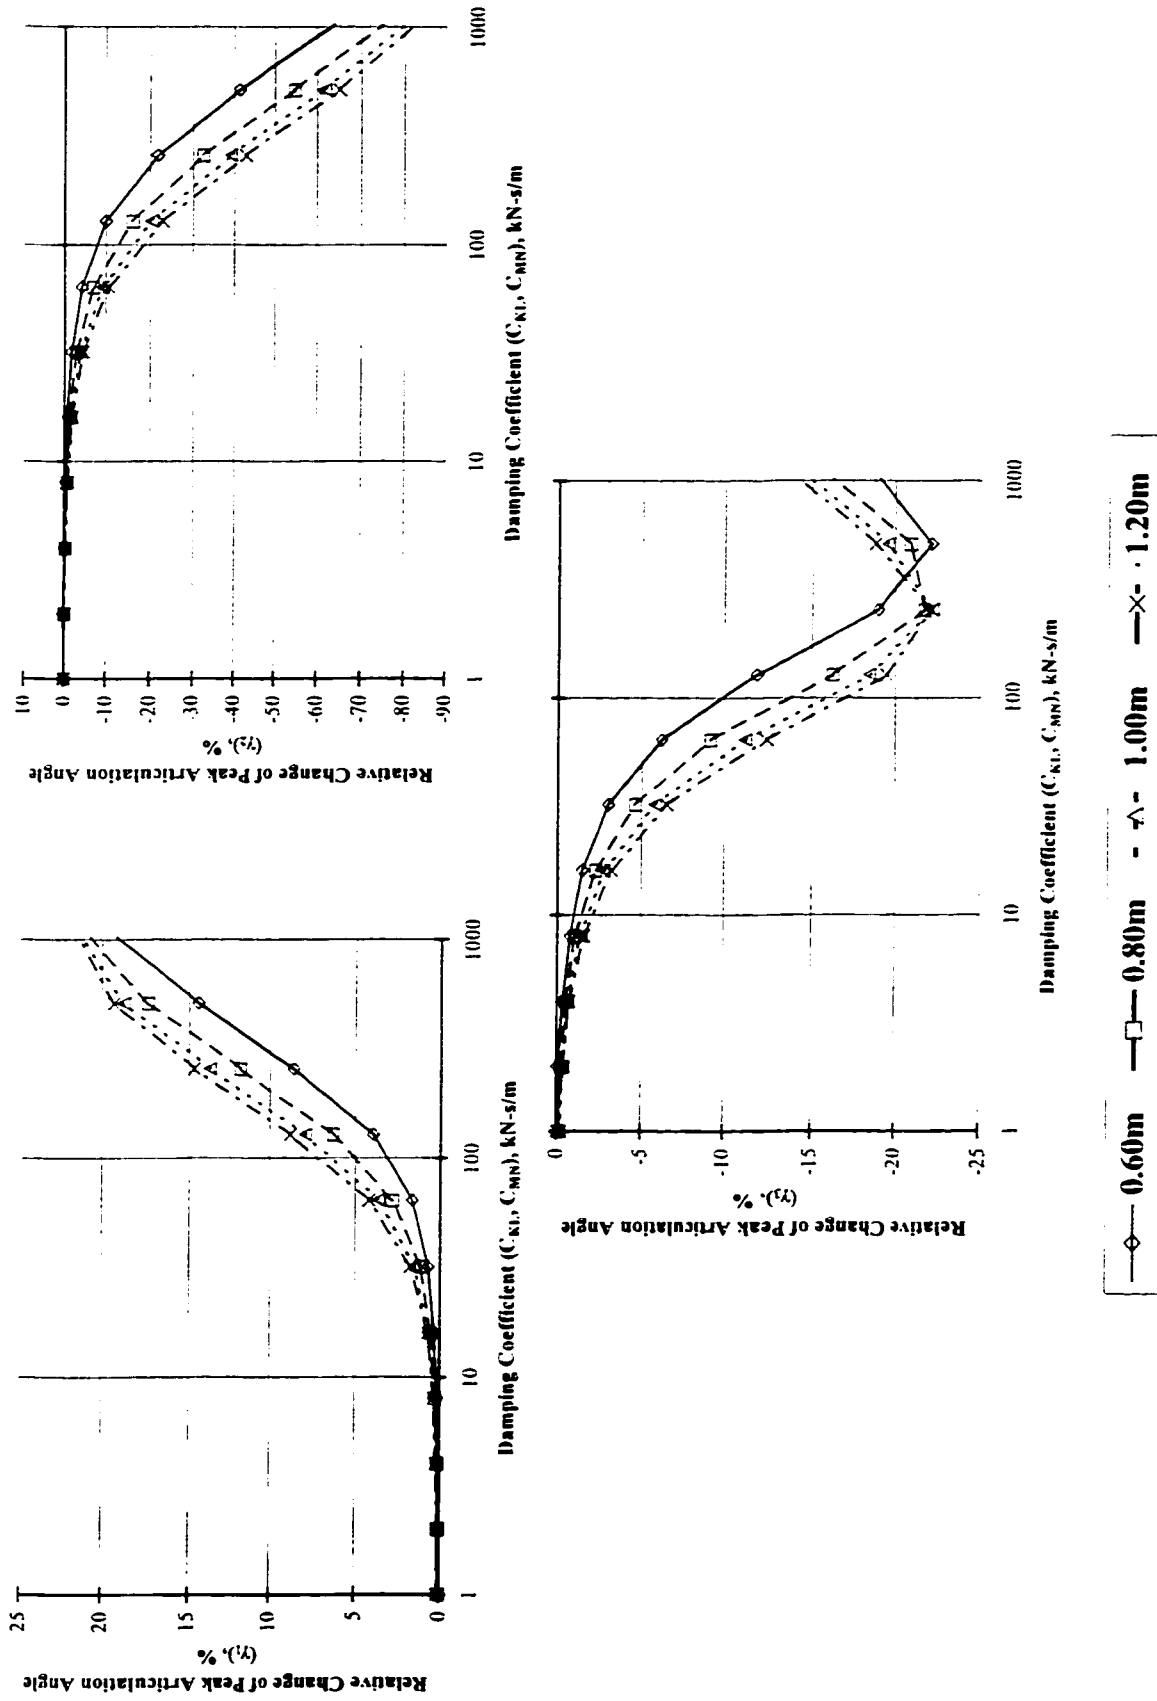 25
20
15
10
5
0
1
10
100
1000
Relative Change of Peak Articulation Angle
(γ₁), %
Damping Coefficient (C_KL, C_MN), kN-s/m
10
0
-10
-20
-30
-40
-50
-60
-70
-80
-90
1
10
100
1000
Relative Change of Peak Articulation
Angle
(γ₂), %
Damping Coefficient (C_KL, C_MN), kN-s/m
0
-5
-10
-15
-20
-25
1
10
100
1000
Relative Change of Peak Articulation
Angle
(γ₃), %
Damping Coefficient (C_KL, C_MN), kN-s/m
0.60m 0.80m 1.00m 1.20m